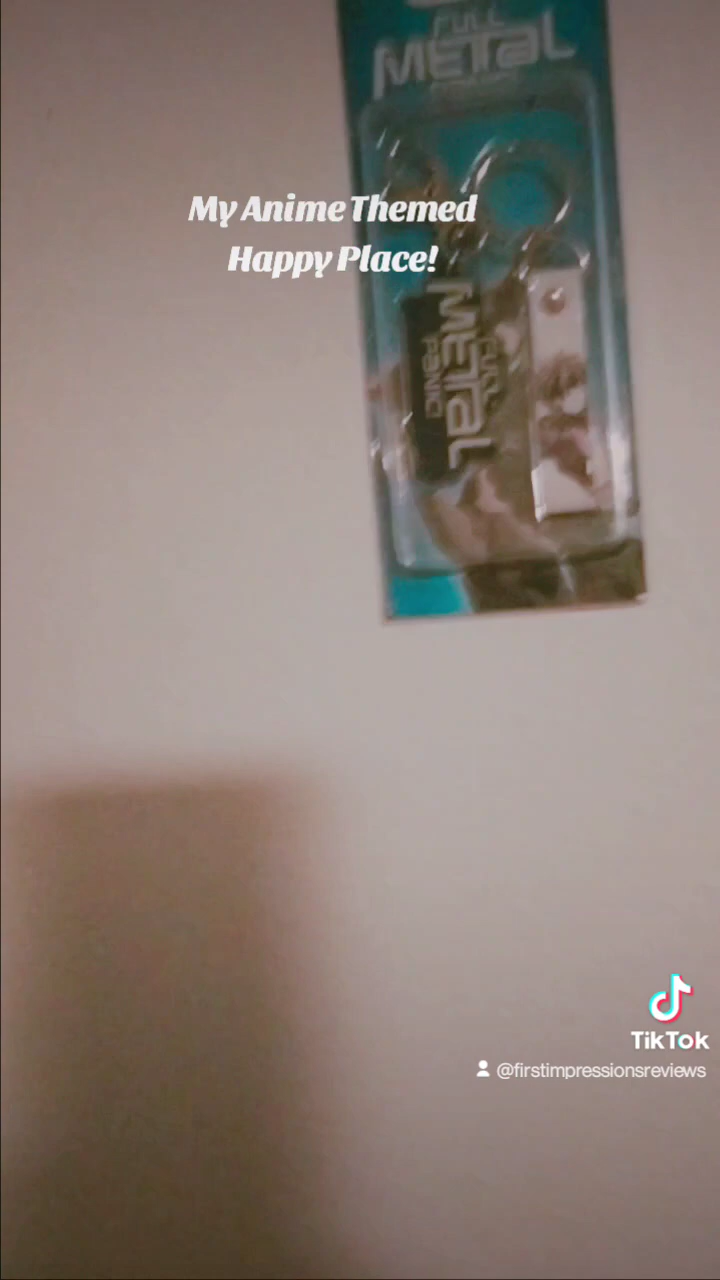 FULL
METAL
My Anime Themed
Happy Place!
FULL
METAL
PANIC
TikTok
@firstimpressionsreviews